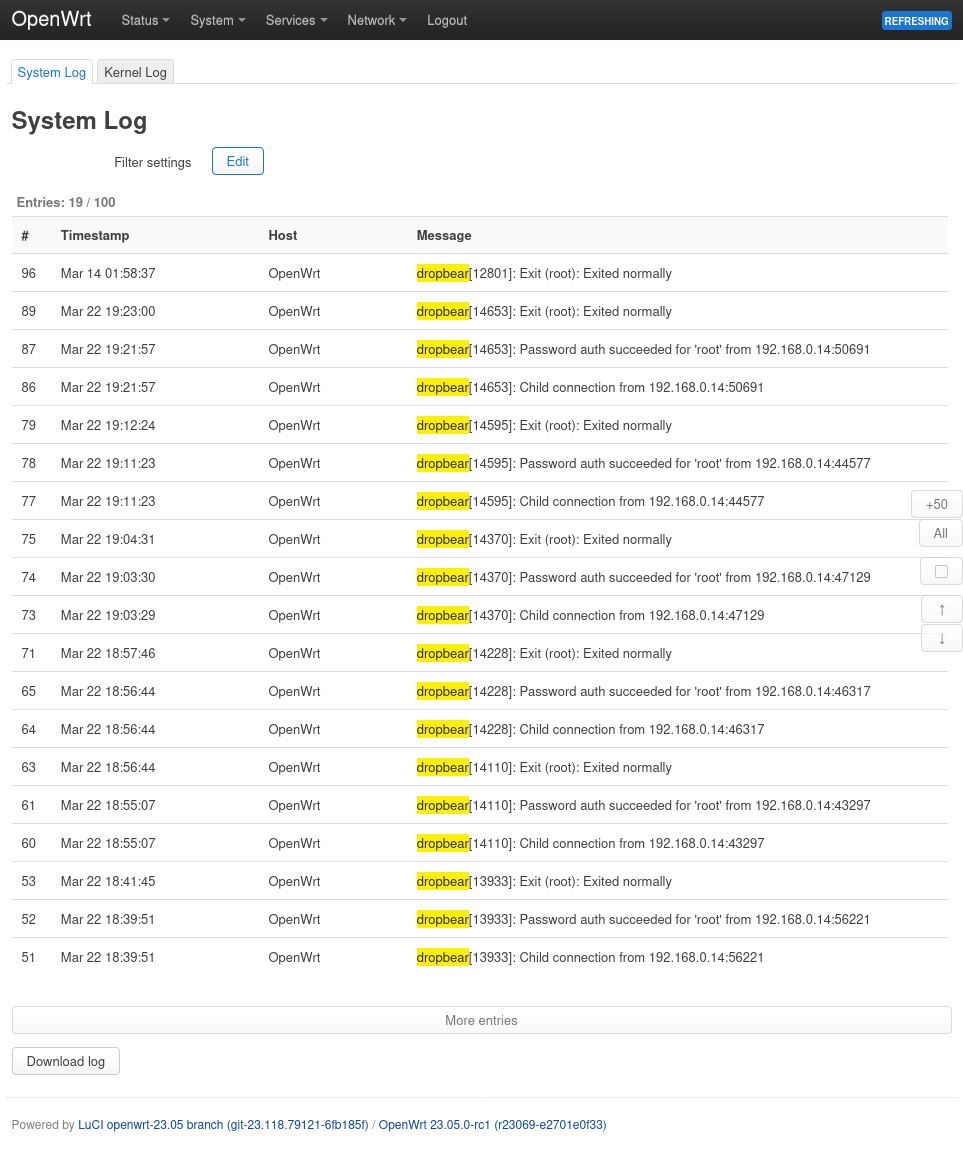 OpenWrt Status System Services Network Logout REFRESHING
System Log Kernel Log
System Log
Filter settings Edit
Entries: 19 / 100
# Timestamp Host Message
96 Mar 14 01:58:37 OpenWrt dropbear[12801]: Exit (root): Exited normally
89 Mar 22 19:23:00 OpenWrt dropbear[14653]: Exit (root): Exited normally
87 Mar 22 19:21:57 OpenWrt dropbear[14653]: Password auth succeeded for 'root' from 192.168.0.14:50691
86 Mar 22 19:21:57 OpenWrt dropbear[14653]: Child connection from 192.168.0.14:50691
79 Mar 22 19:12:24 OpenWrt dropbear[14595]: Exit (root): Exited normally
78 Mar 22 19:11:23 OpenWrt dropbear[14595]: Password auth succeeded for 'root' from 192.168.0.14:44577
77 Mar 22 19:11:23 OpenWrt dropbear[14595]: Child connection from 192.168.0.14:44577
+50
75 Mar 22 19:04:31 OpenWrt dropbear[14370]: Exit (root): Exited normally
All
74 Mar 22 19:03:30 OpenWrt dropbear[14370]: Password auth succeeded for 'root' from 192.168.0.14:47129
73 Mar 22 19:03:29 OpenWrt dropbear[14370]: Child connection from 192.168.0.14:47129
↑
71 Mar 22 18:57:46 OpenWrt dropbear[14228]: Exit (root): Exited normally
↓
65 Mar 22 18:56:44 OpenWrt dropbear[14228]: Password auth succeeded for 'root' from 192.168.0.14:46317
64 Mar 22 18:56:44 OpenWrt dropbear[14228]: Child connection from 192.168.0.14:46317
63 Mar 22 18:56:44 OpenWrt dropbear[14110]: Exit (root): Exited normally
61 Mar 22 18:55:07 OpenWrt dropbear[14110]: Password auth succeeded for 'root' from 192.168.0.14:43297
60 Mar 22 18:55:07 OpenWrt dropbear[14110]: Child connection from 192.168.0.14:43297
53 Mar 22 18:41:45 OpenWrt dropbear[13933]: Exit (root): Exited normally
52 Mar 22 18:39:51 OpenWrt dropbear[13933]: Password auth succeeded for 'root' from 192.168.0.14:56221
51 Mar 22 18:39:51 OpenWrt dropbear[13933]: Child connection from 192.168.0.14:56221
More entries
Download log
Powered by LuCI openwrt-23.05 branch (git-23.118.79121-6fb185f) / OpenWrt 23.05.0-rc1 (r23069-e2701e0f33)